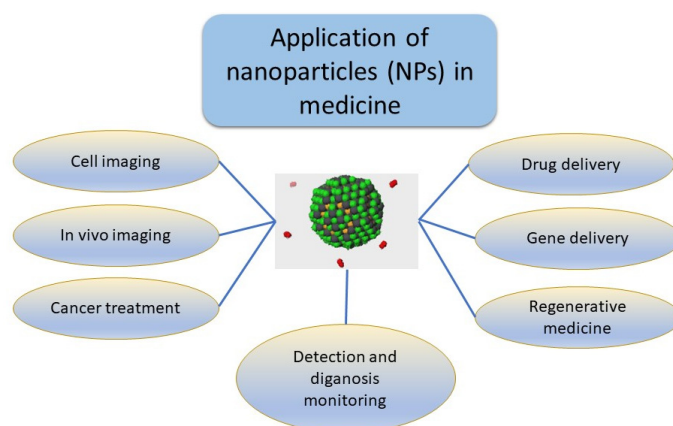 Application of
nanoparticles (NPs) in
medicine
Cell imaging
In vivo imaging
Cancer treatment
Drug delivery
Gene delivery
Regenerative
medicine
Detection and
diganosis
monitoring